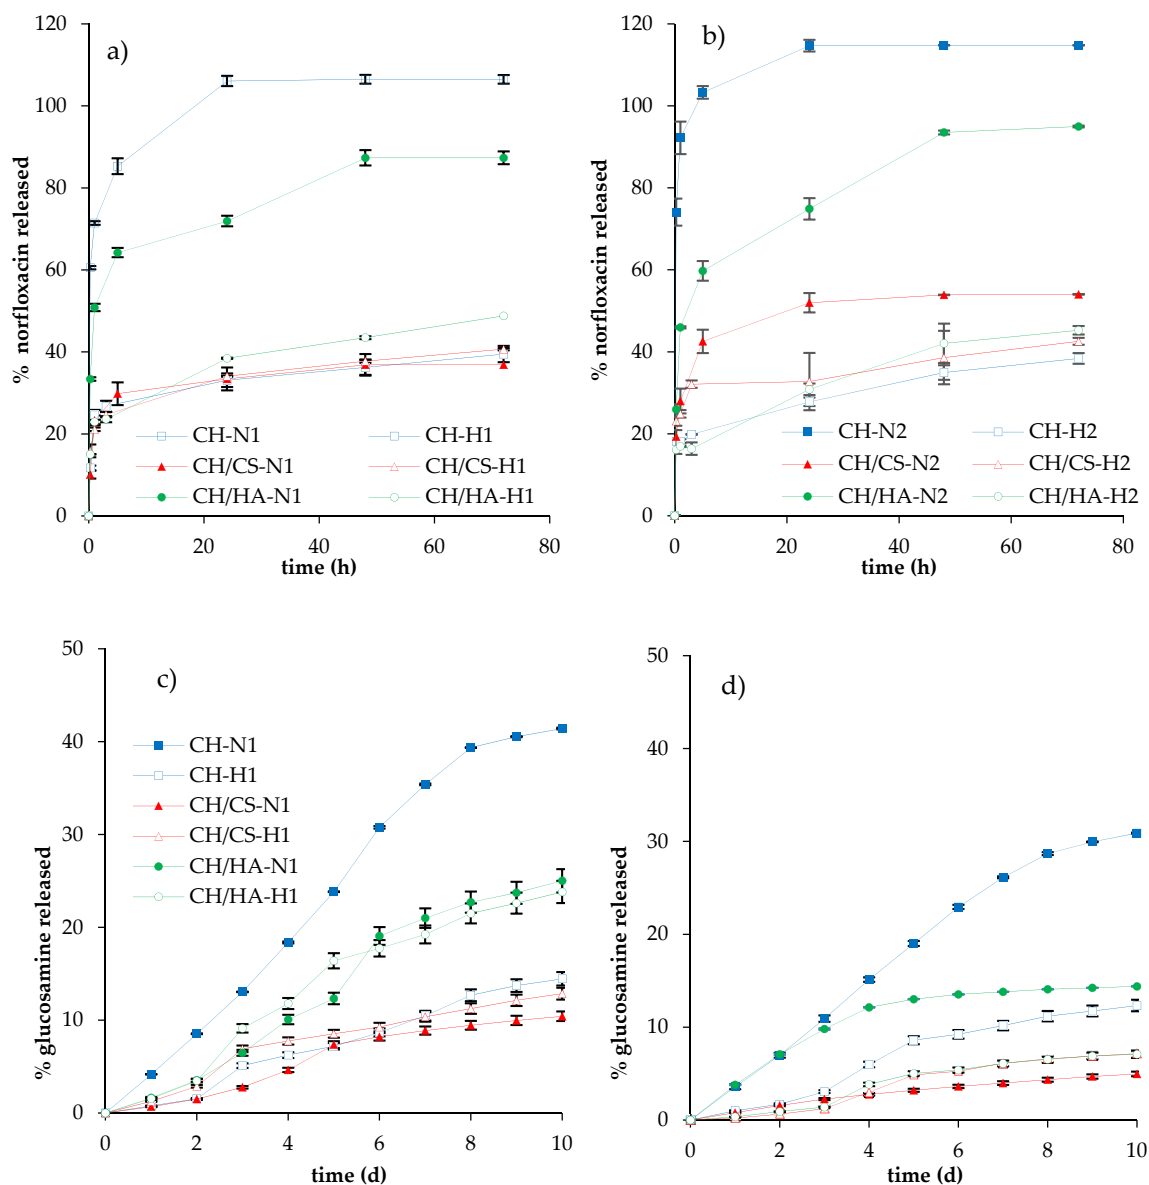 a)
120
100
80
60
40
20
0
% norfloxacin released
CH-N1 CH-H1
CH/CS-N1 CH/CS-H1
CH/HA-N1 CH/HA-H1
0 20 40 60 80
time (h)
b)
120
100
80
60
40
20
0
% norfloxacin released
CH-N2 CH-H2
CH/CS-N2 CH/CS-H2
CH/HA-N2 CH/HA-H2
0 20 40 60 80
time (h)
c)
50
40
30
20
10
0
% glucosamine released
CH-N1
CH-H1
CH/CS-N1
CH/CS-H1
CH/HA-N1
CH/HA-H1
0 2 4 6 8 10
time (d)
d)
50
40
30
20
10
0
% glucosamine released
0 2 4 6 8 10
time (d)